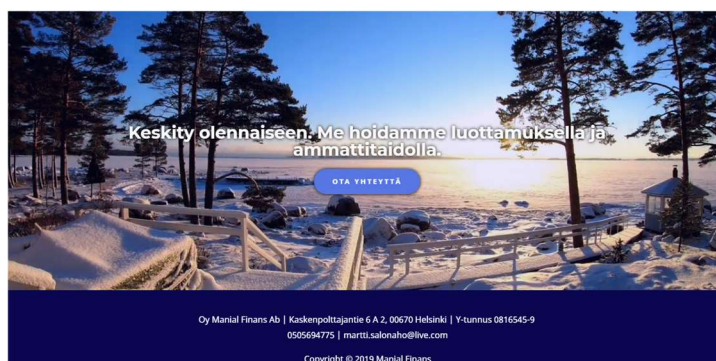 Keskity olennaiseen. Me hoidamme luottamuksella ja
ammattitaidolla.
OTA YHTEYTTÄ
Oy Manial Finans Ab | Kaskenpolttajantie 6 A 2, 00670 Helsinki | Y-tunnus 0816545-9
0505694775 | martti.salonaho@live.com
Copyright © 2019 Manial Finans